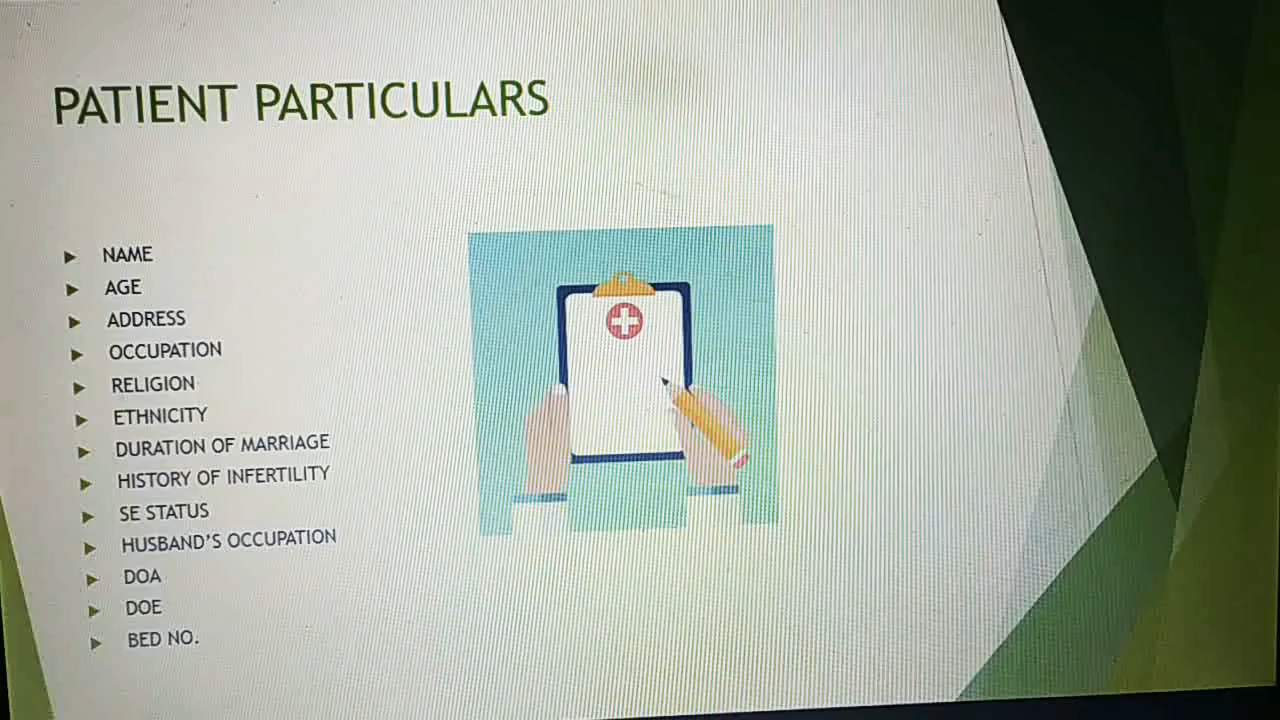 PATIENT PARTICULARS
NAME
AGE
ADDRESS
OCCUPATION
RELIGION
ETHNICITY
DURATION OF MARRIAGE
HISTORY OF INFERTILITY
SE STATUS
HUSBAND'S OCCUPATION
DOA
DOE
BED NO.